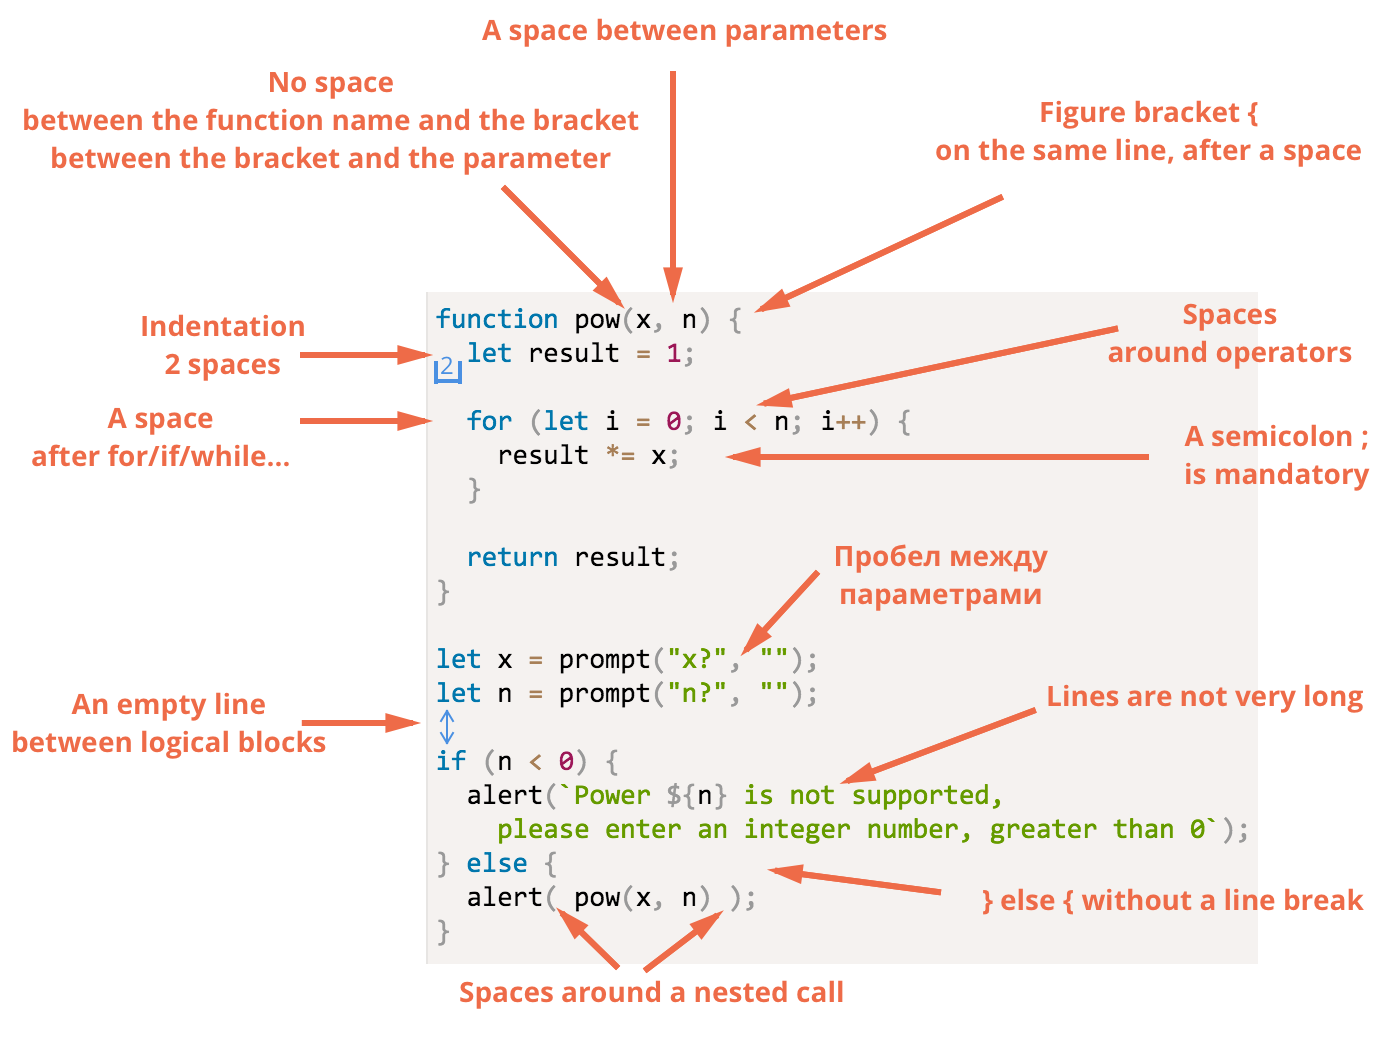 A space between parameters
No space
between the function name and the bracket
between the bracket and the parameter
Figure bracket {
on the same line, after a space
Indentation
2 spaces
A space
after for/if/while...
An empty line
between logical blocks
function pow(x, n) {
  let result = 1;
2
  for (let i = 0; i < n; i++) {
    result *= x;
  }
  return result;
}
let x = prompt("x?", "");
let n = prompt("n?", "");
if (n < 0) {
  alert(`Power ${n} is not supported,
    please enter an integer number, greater than 0`);
} else {
  alert( pow(x, n) );
}
Spaces
around operators
A semicolon ;
is mandatory
Пробел между
параметрами
Lines are not very long
} else { without a line break
Spaces around a nested call